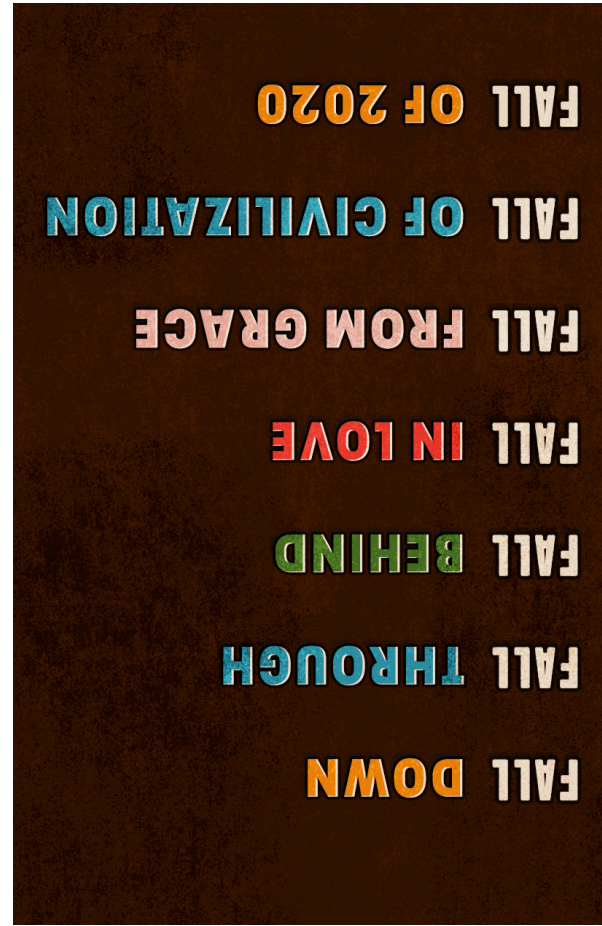 FALL DOWN
FALL THROUGH
FALL BEHIND
FALL IN LOVE
FALL FROM GRACE
FALL OF CIVILIZATION
FALL OF 2020